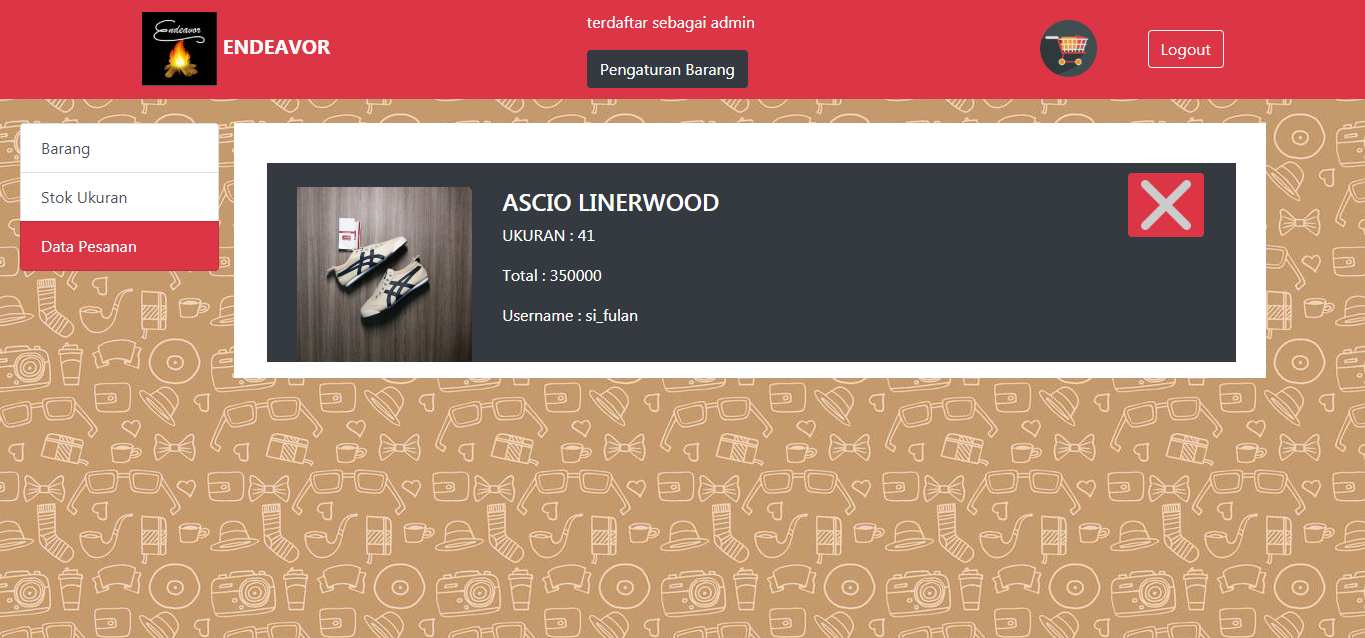 Endeavor
ENDEAVOR
terdaftar sebagai admin
Pengaturan Barang
Logout
Barang
Stok Ukuran
Data Pesanan
ASCIO LINERWOOD
UKURAN : 41
Total : 350000
Username : si_fulan